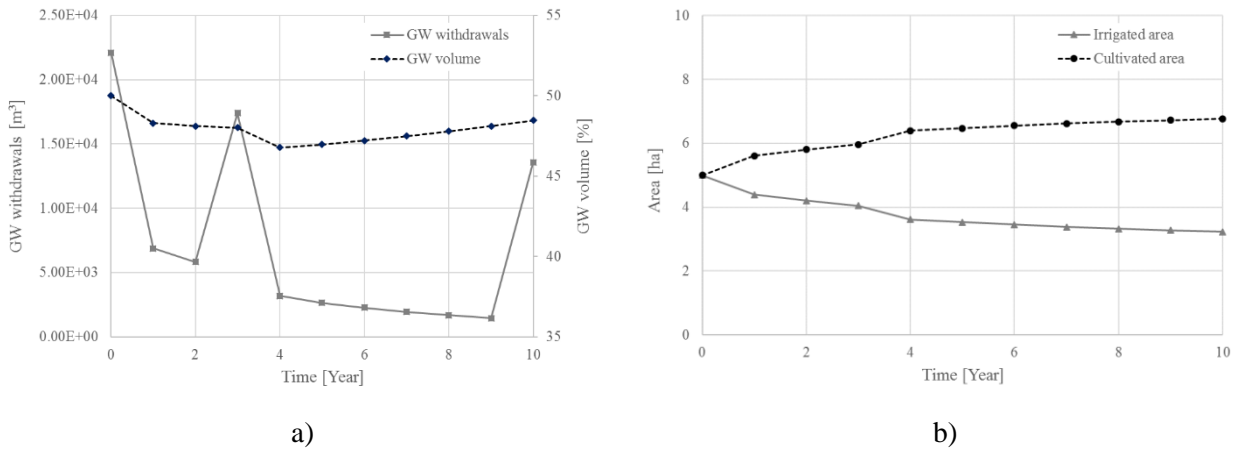 2.50E+04
2.00E+04
1.50E+04
1.00E+04
5.00E+03
0.00E+00
GW withdrawals [m³]
55
50
45
40
35
GW volume [%]
GW withdrawals
GW volume
0 2 4 6 8 10
Time [Year]
a)
10
8
6
4
2
0
Area [ha]
Irrigated area
Cultivated area
0 2 4 6 8 10
Time [Year]
b)